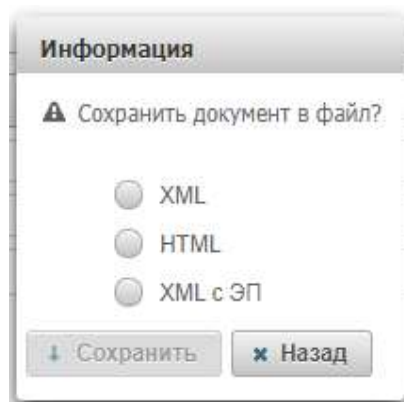 Информация
Сохранить документ в файл?
XML
HTML
XML с ЭП
Сохранить
Назад